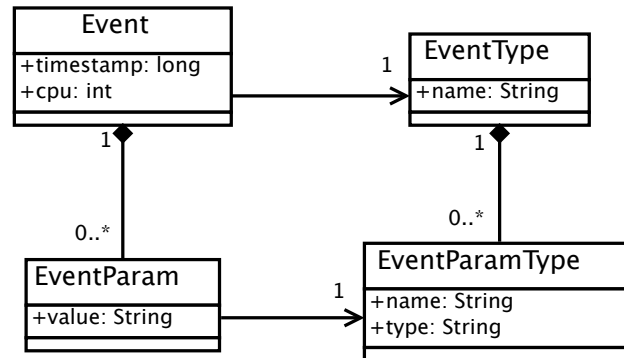 Event
+timestamp: long
+cpu: int
1
EventType
+name: String
1
1
0..*
0..*
EventParam
+value: String
1
EventParamType
+name: String
+type: String